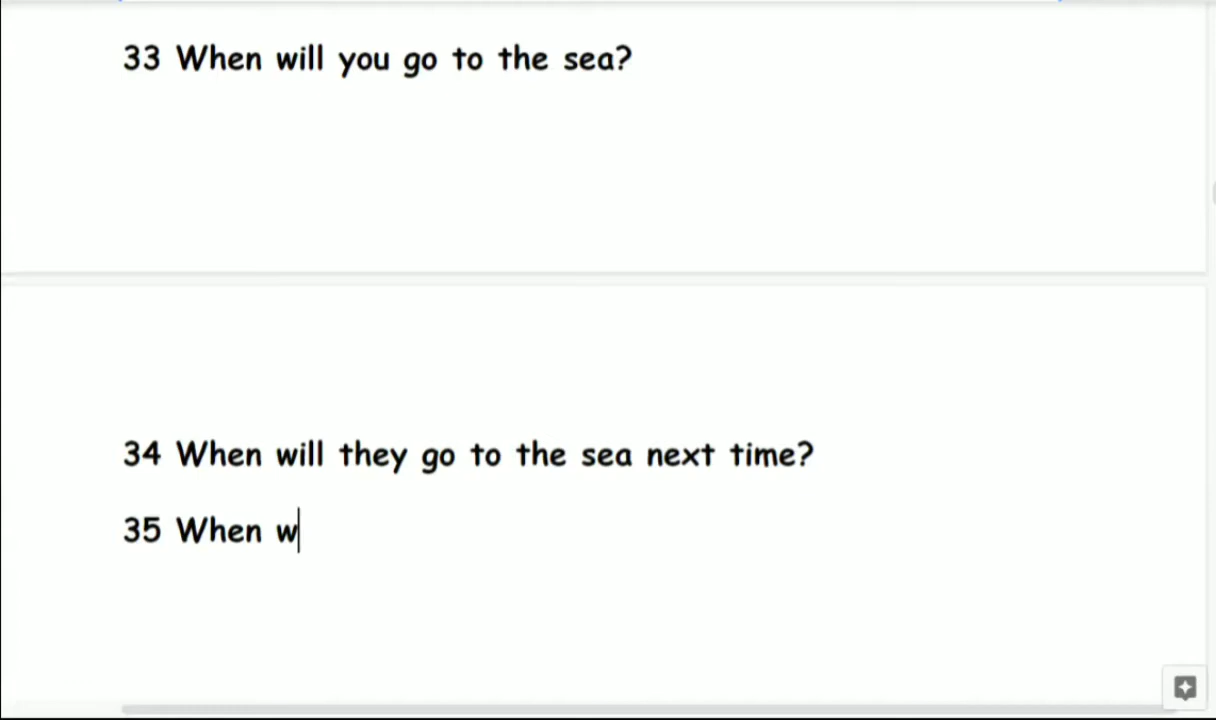 33 When will you go to the sea?
34 When will they go to the sea next time?
35 When w